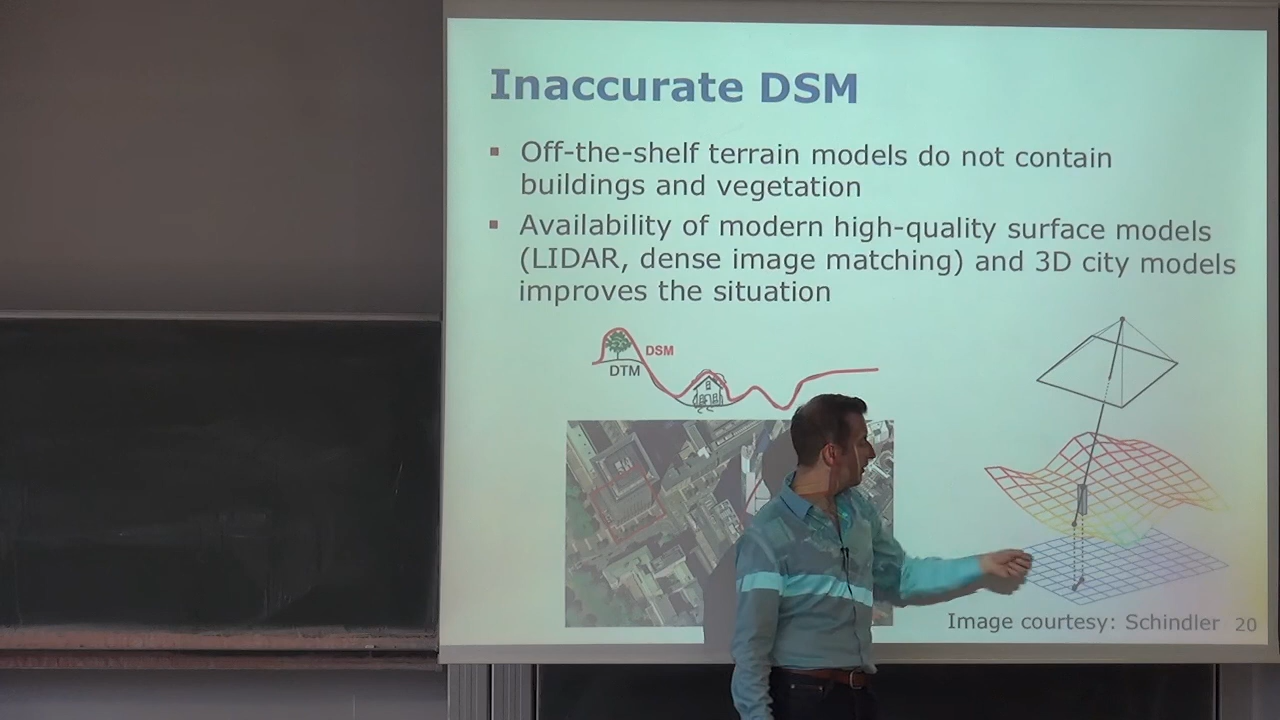 Inaccurate DSM
Off-the-shelf terrain models do not contain
buildings and vegetation
Availability of modern high-quality surface models
(LIDAR, dense image matching) and 3D city models
improves the situation
DSM
DTM
Image courtesy: Schindler 20